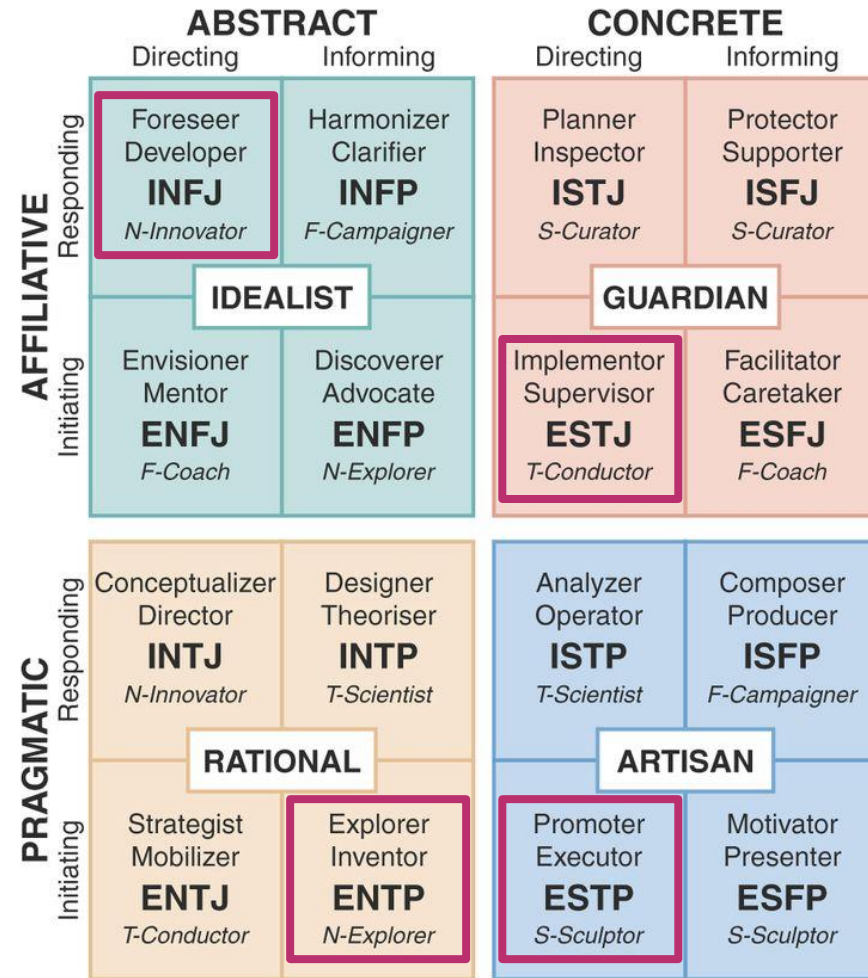 ABSTRACT
CONCRETE
Directing
Informing
Directing
Informing
AFFILIATIVE
Responding
Foreseer
Developer
INFJ
N-Innovator
Harmonizer
Clarifier
INFP
F-Campaigner
Planner
Inspector
ISTJ
S-Curator
Protector
Supporter
ISFJ
S-Curator
IDEALIST
GUARDIAN
Initiating
Envisioner
Mentor
ENFJ
F-Coach
Discoverer
Advocate
ENFP
N-Explorer
Implementor
Supervisor
ESTJ
T-Conductor
Facilitator
Caretaker
ESFJ
F-Coach
PRAGMATIC
Responding
Conceptualizer
Director
INTJ
N-Innovator
Designer
Theoriser
INTP
T-Scientist
Analyzer
Operator
ISTP
T-Scientist
Composer
Producer
ISFP
F-Campaigner
RATIONAL
ARTISAN
Initiating
Strategist
Mobilizer
ENTJ
T-Conductor
Explorer
Inventor
ENTP
N-Explorer
Promoter
Executor
ESTP
S-Sculptor
Motivator
Presenter
ESFP
S-Sculptor